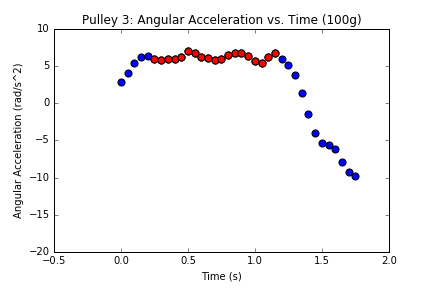 Pulley 3: Angular Acceleration vs. Time (100g)
Angular Acceleration (rad/s^2)
10
5
0
−5
−10
−15
−20
−0.5 0.0 0.5 1.0 1.5 2.0
Time (s)